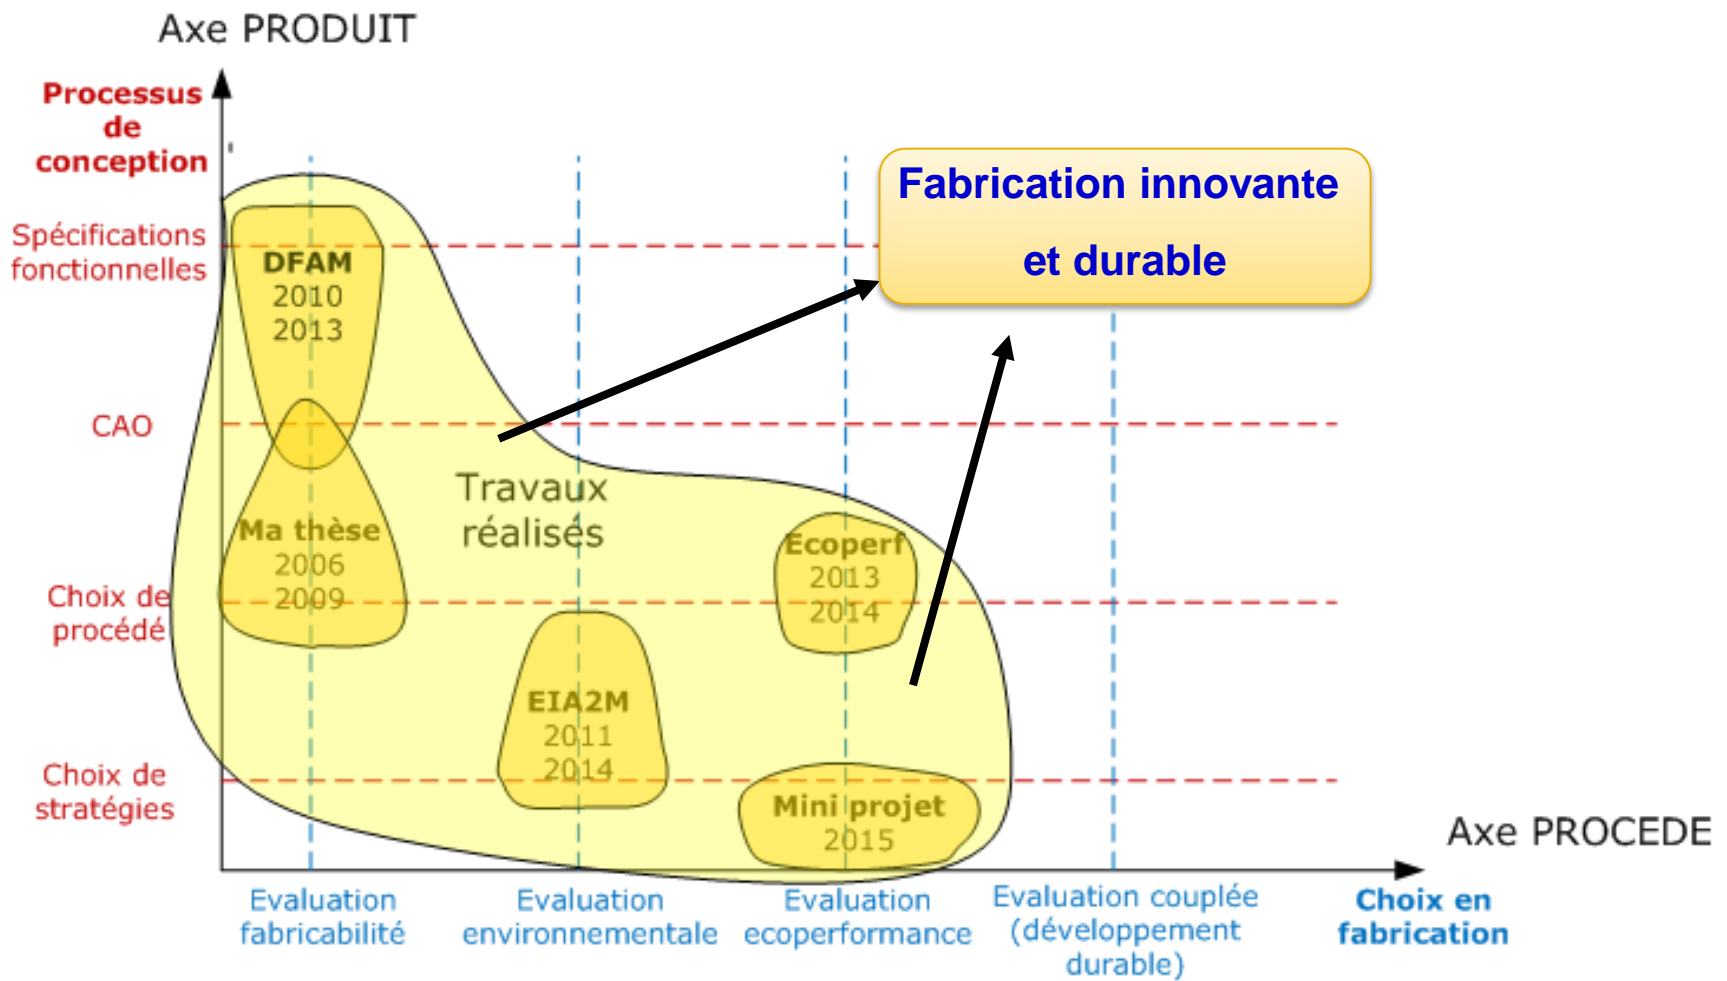 Axe PRODUIT
Processus
de
conception
Fabrication innovante
et durable
Spécifications
fonctionnelles
DFAM
2010
2013
CAO
Travaux
réalisés
Ma thèse
2006
2009
Ecoperf
2013
2014
Choix de
procédé
EIA2M
2011
2014
Choix de
stratégies
Mini projet
2015
Axe PROCEDE
Evaluation
fabricabilité
Evaluation
environnementale
Evaluation
ecoperformance
Evaluation couplée
(développement
durable)
Choix en
fabrication